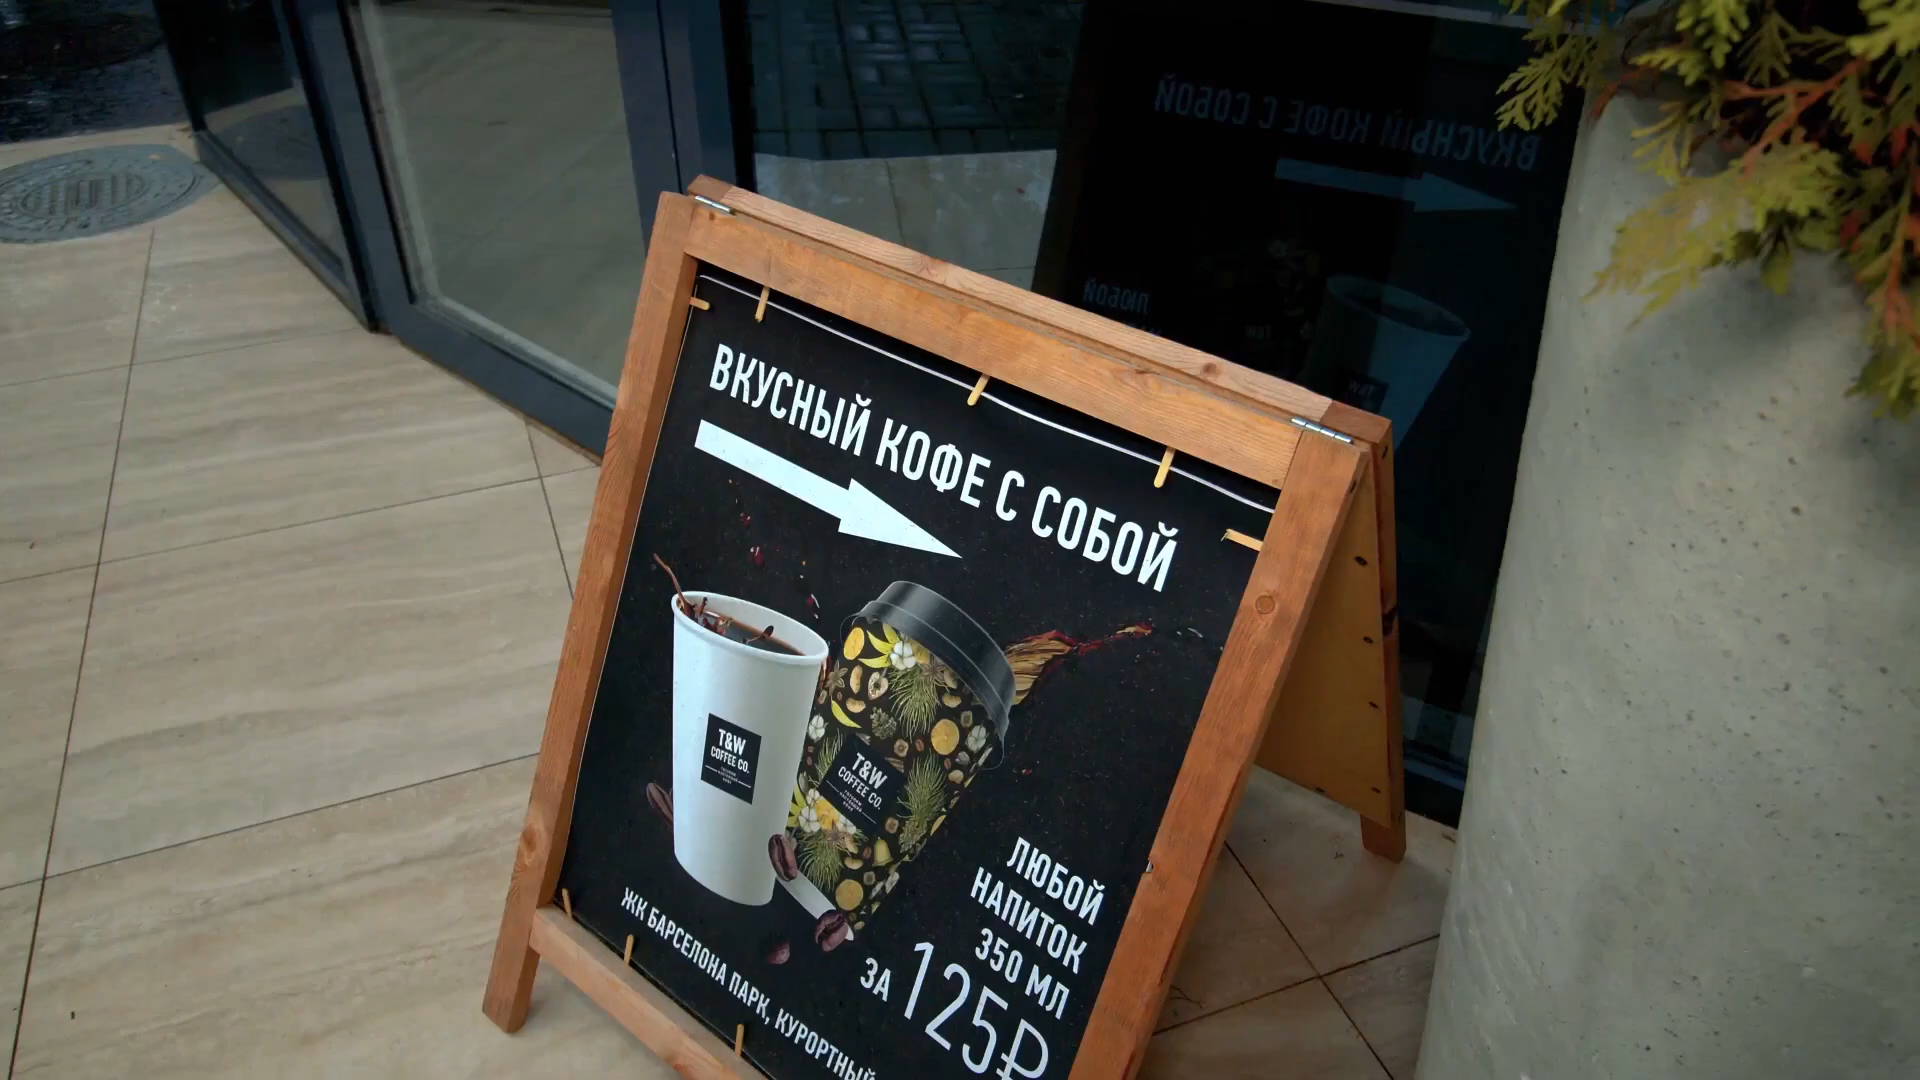 ВКУСНЫЙ КОФЕ С СОБОЙ
T&W
COFFEE CO.
T&W
COFFEE CO.
ЛЮБОЙ
НАПИТОК
350 МЛ
ЗА 125₽
ЖК БАРСЕЛОНА ПАРК, КУРОРТНЫЙ
ВКУСНЫЙ КОФЕ С СОБОЙ
ЛЮБОЙ